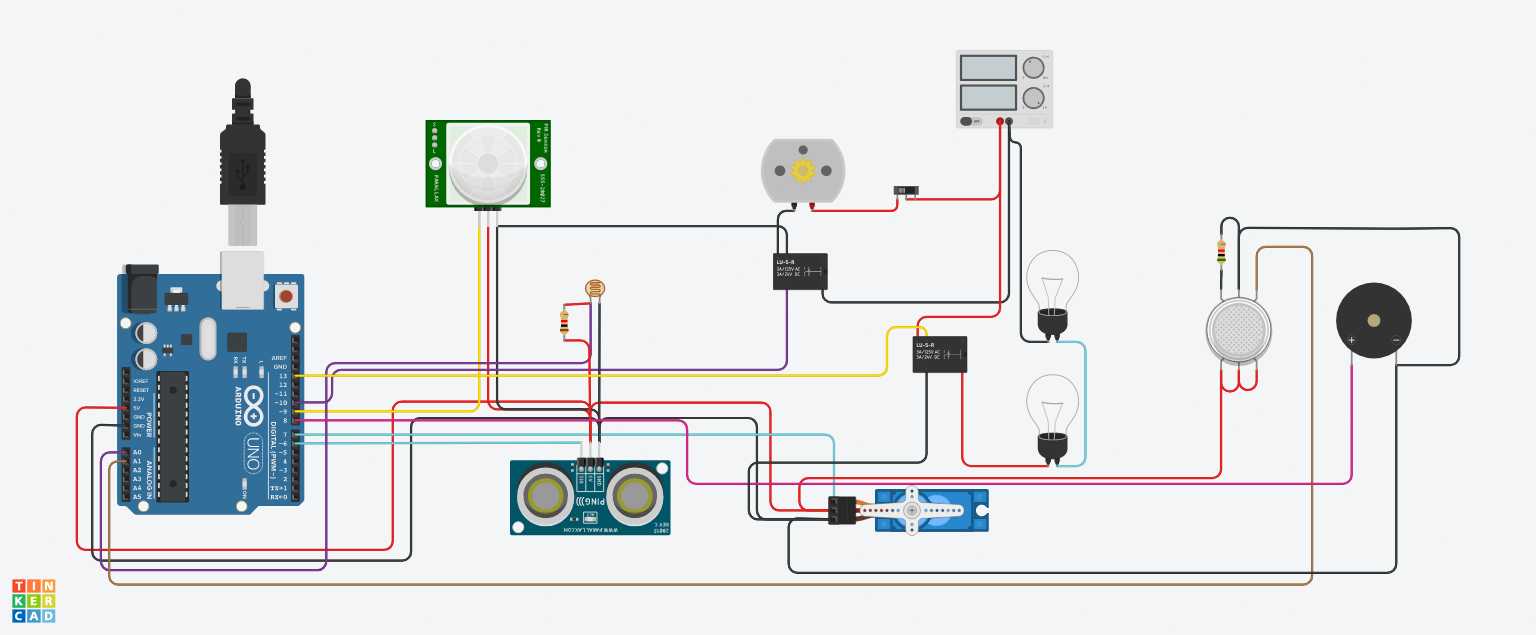 PIR Sensor
Rev B
555-28027
PARALLAX
LU-S-R
3A/125V AC
3A/24V DC
LU-S-R
3A/125V AC
3A/24V DC
+
−
AREF
GND
13
12
~11
~10
~9
8
7
~6
~5
4
~3
2
TX→1
RX←0
DIGITAL (PWM~)
IOREF
RESET
3.3V
5V
GND
GND
Vin
POWER
A0
A1
A2
A3
A4
A5
ANALOG IN
RX
TX
L
ON
ARDUINO
UNO
SIG
5V
GND
PING)))
WWW.PARALLAX.COM
28015
REV C
TIN
KER
CAD